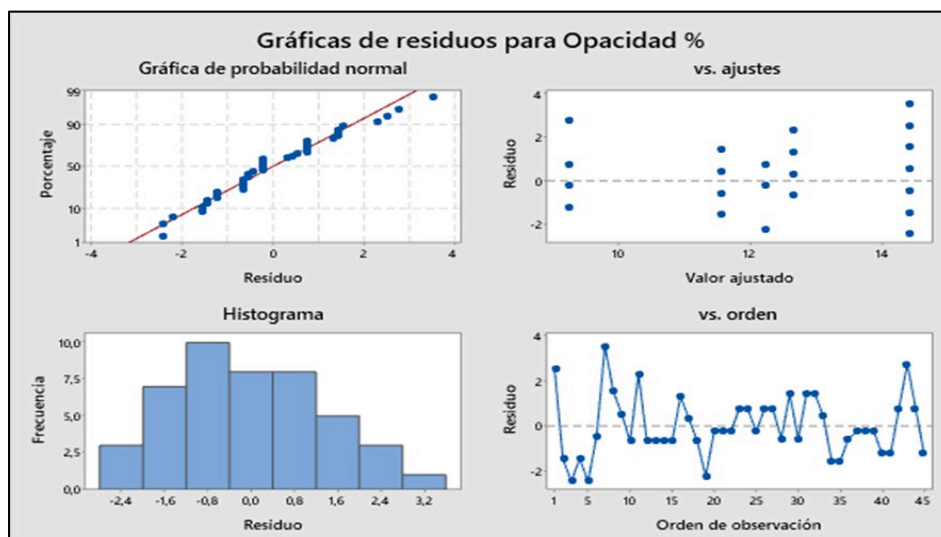 Gráficas de residuos para Opacidad %
Gráfica de probabilidad normal
99
90
50
10
1
Porcentaje
-4 -2 0 2 4
Residuo
vs. ajustes
4
2
0
-2
Residuo
10 12 14
Valor ajustado
Histograma
10,0
7,5
5,0
2,5
0,0
Frecuencia
-2,4 -1,6 -0,8 0,0 0,8 1,6 2,4 3,2
Residuo
vs. orden
4
2
0
-2
Residuo
1 5 10 15 20 25 30 35 40 45
Orden de observación